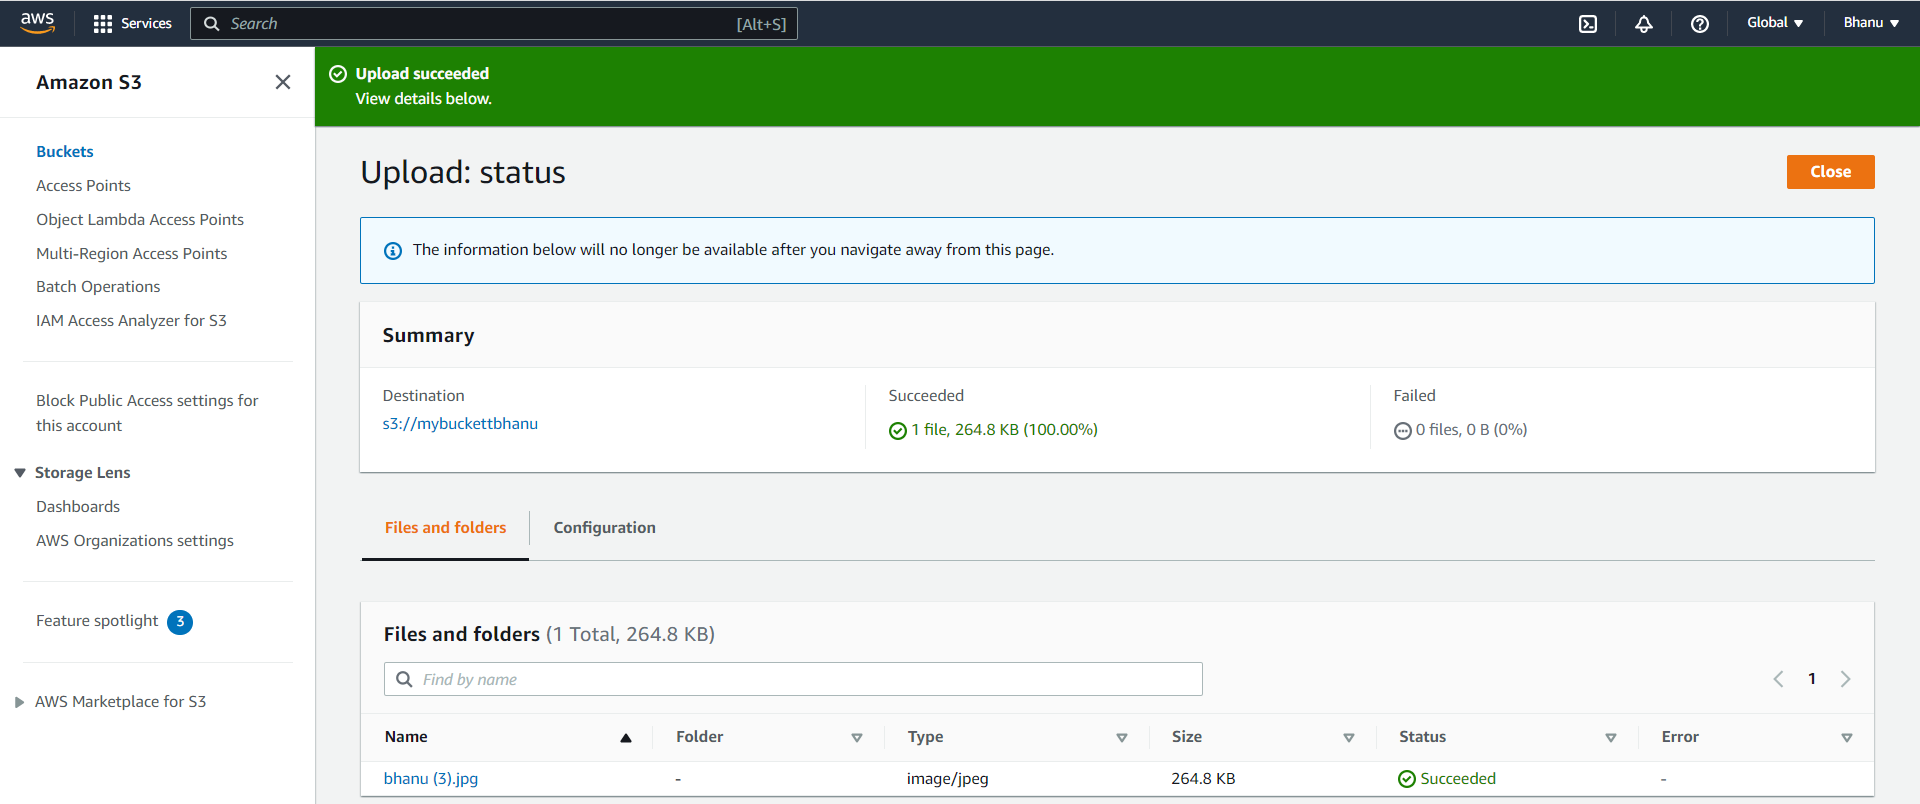 aws Services Search [Alt+S] Global Bhanu
Amazon S3
Buckets
Access Points
Object Lambda Access Points
Multi-Region Access Points
Batch Operations
IAM Access Analyzer for S3
Block Public Access settings for
this account
Storage Lens
Dashboards
AWS Organizations settings
Feature spotlight 3
AWS Marketplace for S3
Upload succeeded
View details below.
Upload: status Close
The information below will no longer be available after you navigate away from this page.
Summary
Destination Succeeded Failed
s3://mybuckettbhanu 1 file, 264.8 KB (100.00%) 0 files, 0 B (0%)
Files and folders Configuration
Files and folders (1 Total, 264.8 KB)
Find by name 1
Name Folder Type Size Status Error
bhanu (3).jpg - image/jpeg 264.8 KB Succeeded -